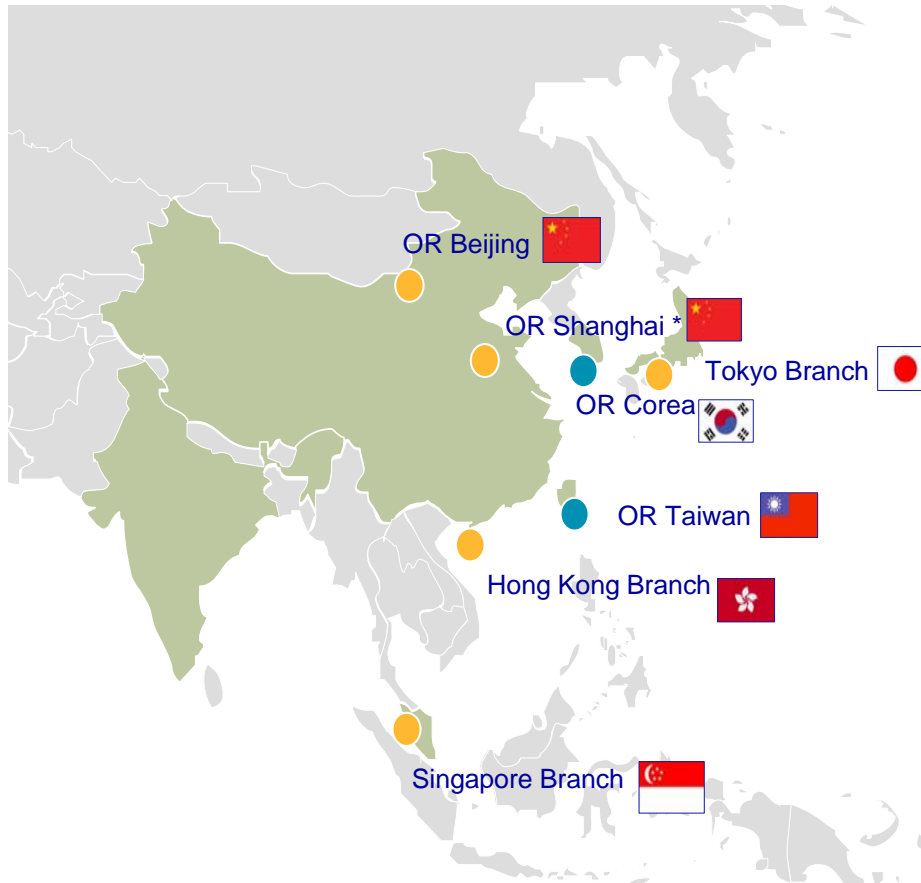 OR Beijing
OR Shanghai *
Tokyo Branch
OR Corea
OR Taiwan
Hong Kong Branch
Singapore Branch